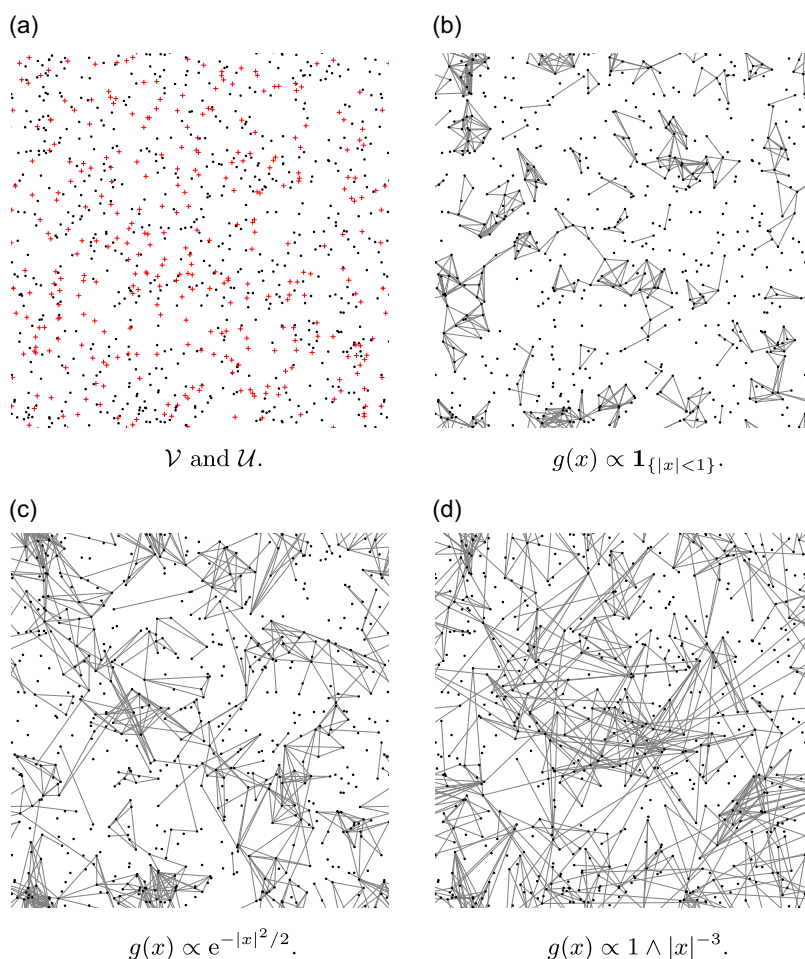 (a)
𝒱 and 𝒰.
(b)
g(x) ∝ 𝟏_{{|x|<1}}.
(c)
g(x) ∝ e^{−|x|²/2}.
(d)
g(x) ∝ 1 ∧ |x|^{−3}.